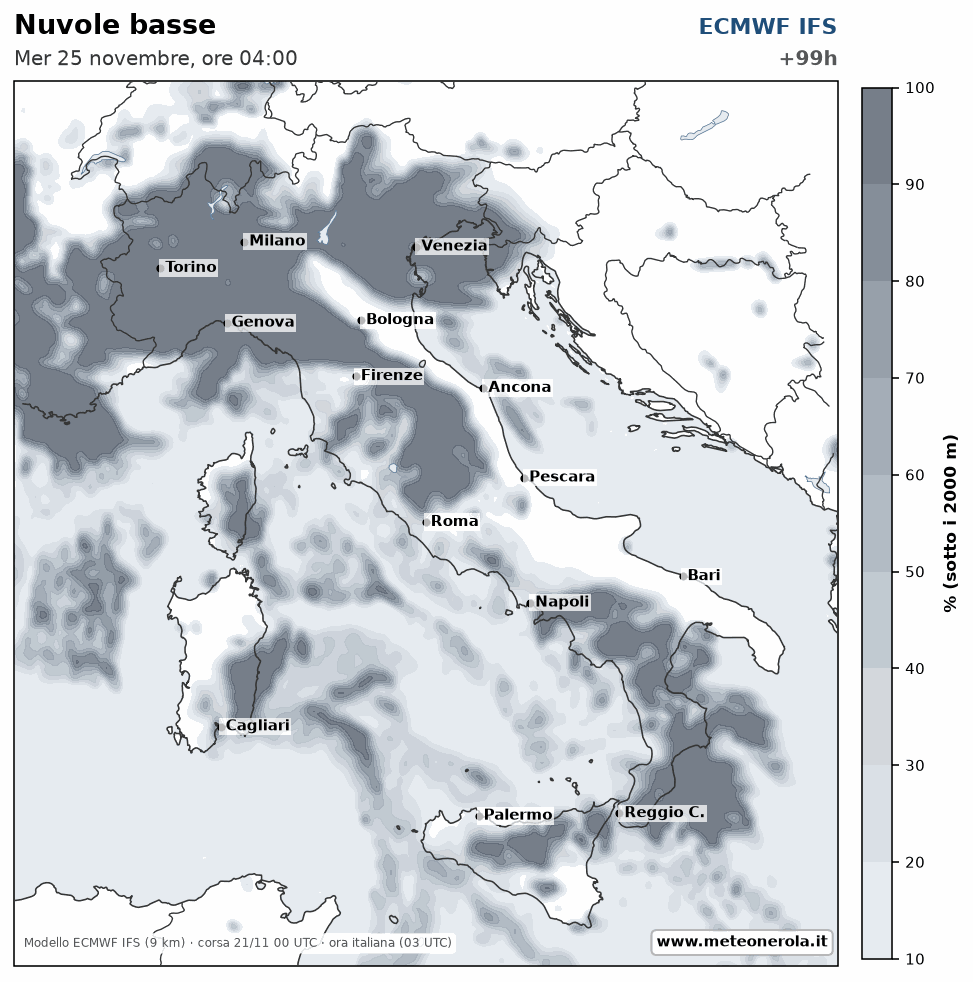 Nuvole basse
ECMWF IFS
Mer 25 novembre, ore 04:00
+99h
Milano
Venezia
Torino
Genova
Bologna
Firenze
Ancona
Pescara
Roma
Bari
Napoli
Cagliari
Palermo
Reggio C.
Modello ECMWF IFS (9 km) · corsa 21/11 00 UTC · ora italiana (03 UTC)
www.meteonerola.it
100
90
80
70
60
50
40
30
20
10
% (sotto i 2000 m)